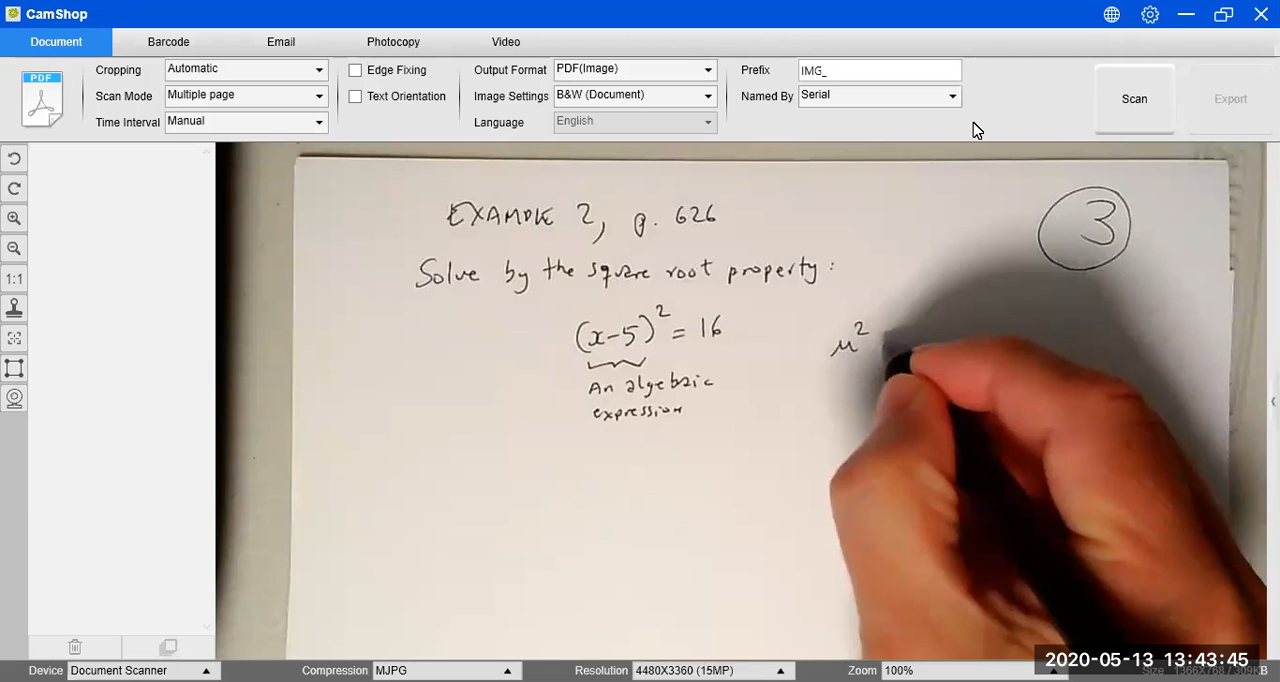 CamShop
Document Barcode Email Photocopy Video
PDF Cropping Automatic Edge Fixing Output Format PDF(Image) Prefix IMG_
Scan Mode Multiple page Text Orientation Image Settings B&W (Document) Named By Serial Scan Export
Time Interval Manual Language English
1:1
EXAMPLE 2, p. 626
3
Solve by the square root property:
(x-5)² = 16
u²
An algebraic
expression
2020-05-13 13:43:45
Device Document Scanner Compression MJPG Resolution 4480X3360 (15MP) Zoom 100%